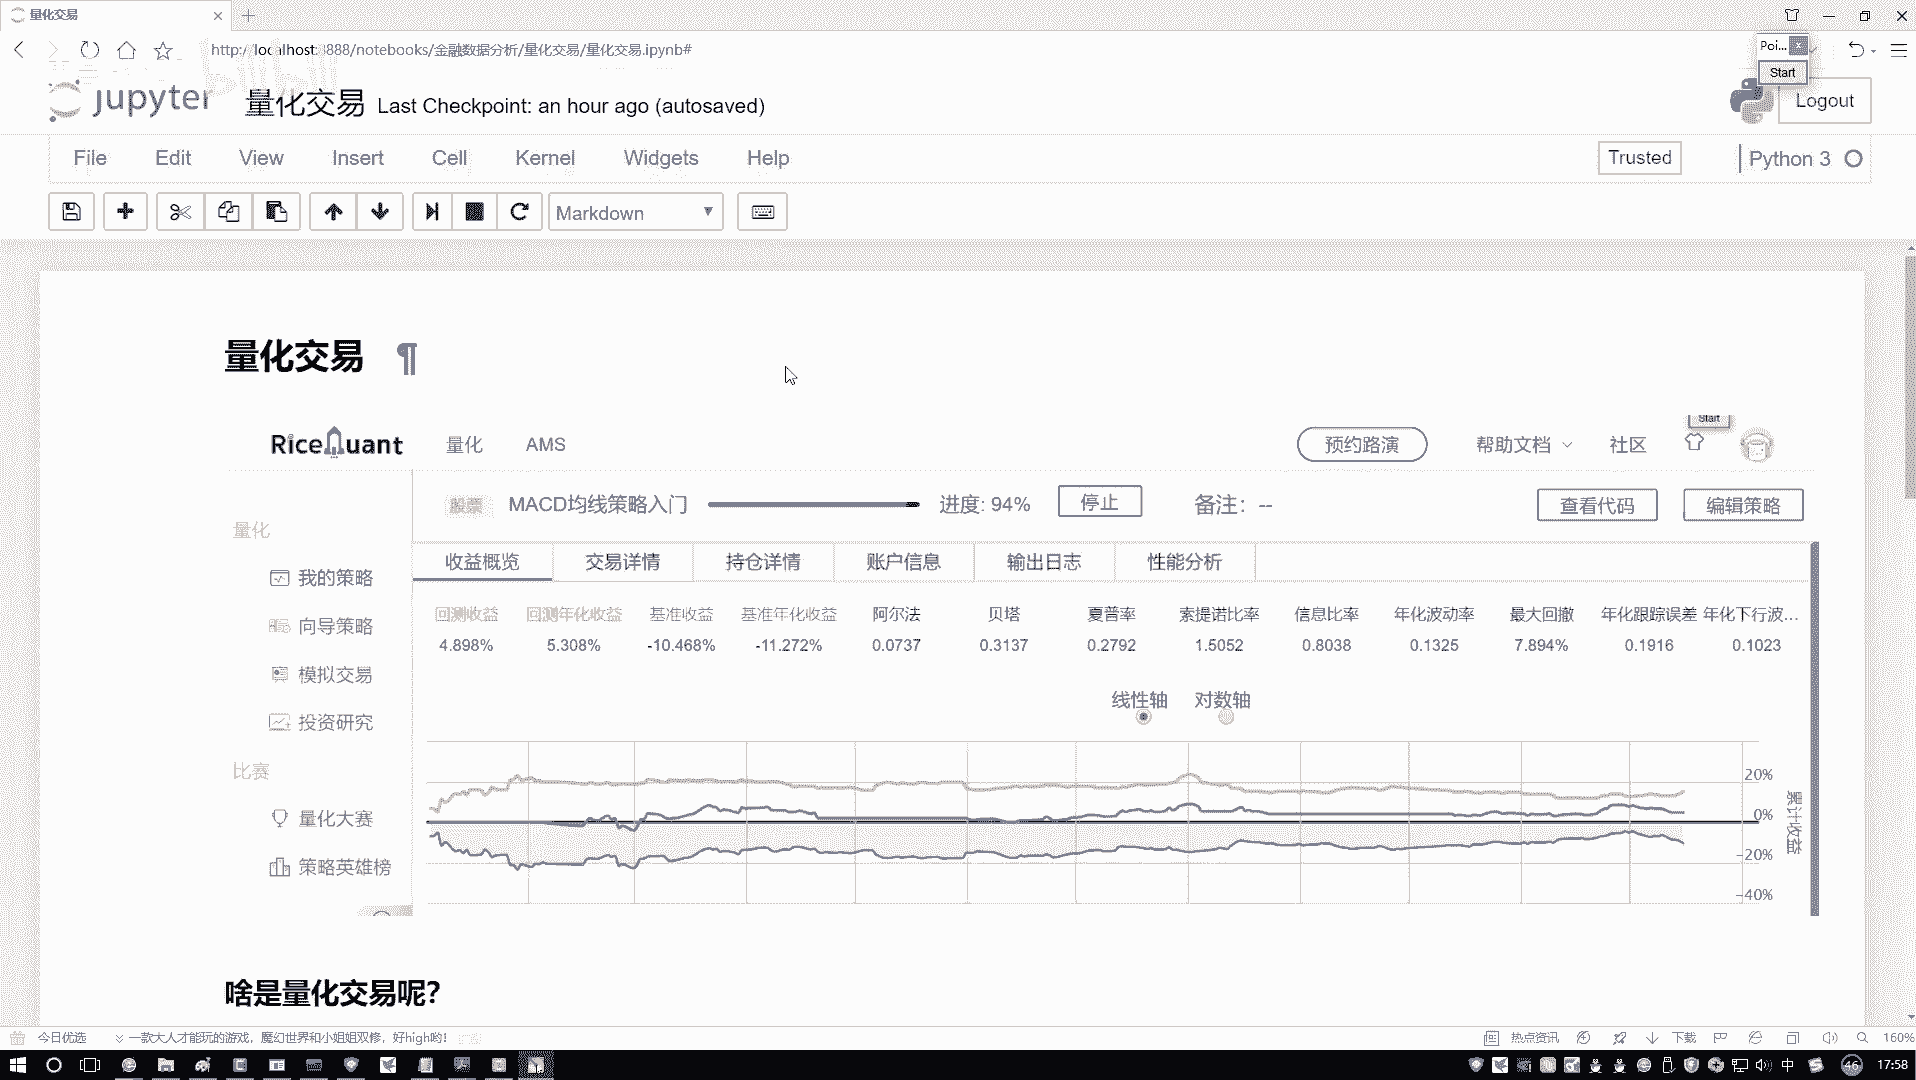 量化交易
http://localhost:8888/notebooks/金融数据分析/量化交易/量化交易.ipynb#
Poi...
Start
bilibili
jupyter 量化交易 Last Checkpoint: an hour ago (autosaved)
Logout
File Edit View Insert Cell Kernel Widgets Help
Trusted
Python 3
Markdown
量化交易 ¶
RiceQuant 量化 AMS 预约路演 帮助文档 社区
Start
股票 MACD均线策略入门 进度: 94% 停止 备注: -- 查看代码 编辑策略
量化
我的策略
向导策略
模拟交易
投资研究
比赛
量化大赛
策略英雄榜
收益概览 交易详情 持仓详情 账户信息 输出日志 性能分析
回测收益 回测年化收益 基准收益 基准年化收益 阿尔法 贝塔 夏普率 索提诺比率 信息比率 年化波动率 最大回撤 年化跟踪误差 年化下行波...
4.898% 5.308% -10.468% -11.272% 0.0737 0.3137 0.2792 1.5052 0.8038 0.1325 7.894% 0.1916 0.1023
线性轴 对数轴
20%
0%
-20%
-40%
累计收益
啥是量化交易呢?
今日优选 一款大人才能玩的游戏，魔幻世界和小姐姐双修，好high哟!
热点资讯 下载 160%
中 46 17:58